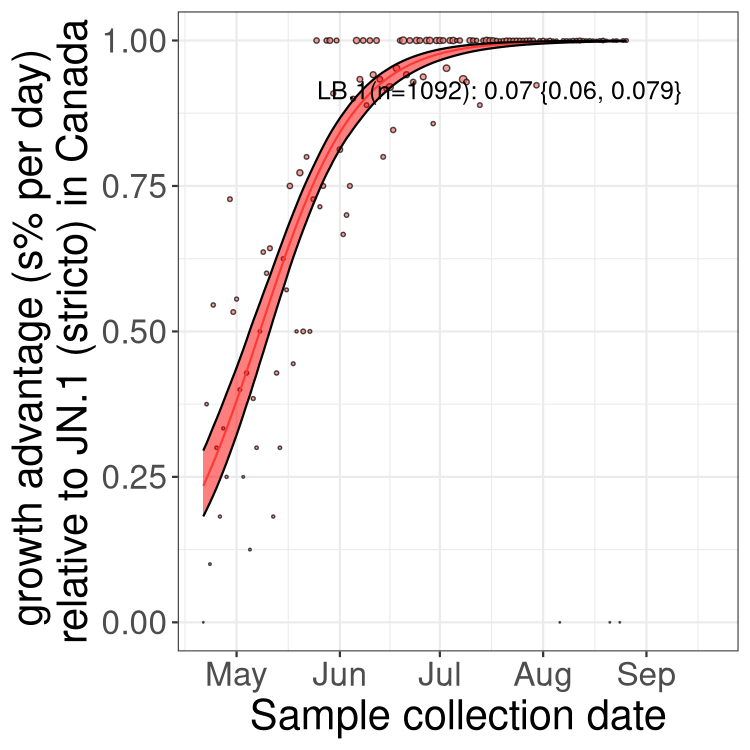 growth advantage (s% per day)
relative to JN.1 (stricto) in Canada
1.00
0.75
0.50
0.25
0.00
LB.1(n=1092): 0.07 {0.06, 0.079}
May Jun Jul Aug Sep
Sample collection date